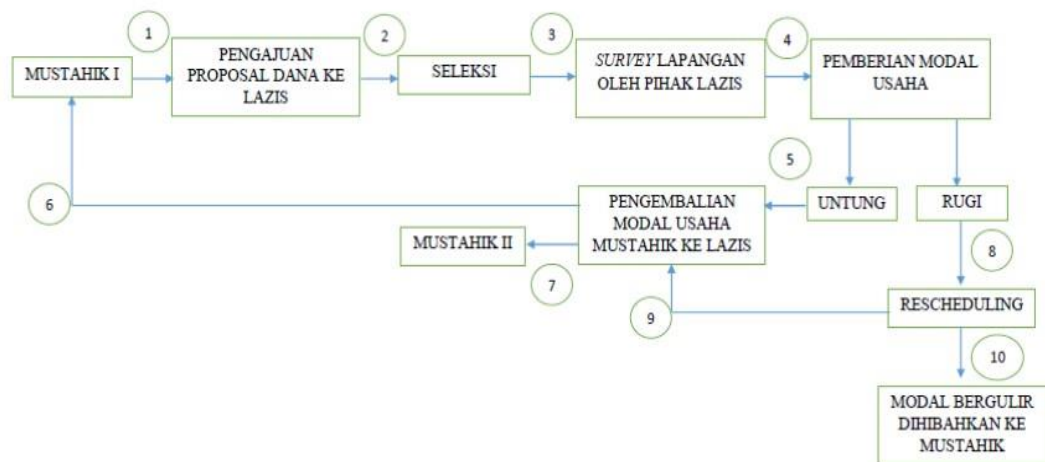 1
2
3
4
MUSTAHIK I
PENGAJUAN
PROPOSAL DANA KE
LAZIS
SELEKSI
SURVEY LAPANGAN
OLEH PIHAK LAZIS
PEMBERIAN MODAL
USAHA
5
6
PENGEMBALIAN
MODAL USAHA
MUSTAHIK KE LAZIS
UNTUNG
RUGI
MUSTAHIK II
7
8
9
RESCHEDULING
10
MODAL BERGULIR
DIHIBAHKAN KE
MUSTAHIK